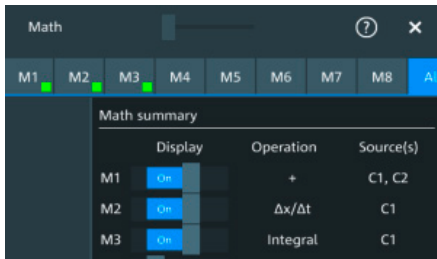 Math ? ×
M1 M2 M3 M4 M5 M6 M7 M8
Math summary
Display Operation Source(s)
M1 On + C1, C2
M2 On Δx/Δt C1
M3 On Integral C1